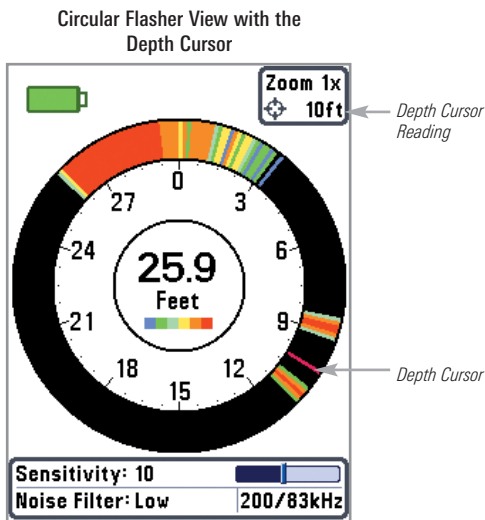 Circular Flasher View with the
Depth Cursor
Zoom 1x
10ft
Depth Cursor
Reading
0
3
6
9
12
15
18
21
24
27
25.9
Feet
Depth Cursor
Sensitivity: 10
Noise Filter: Low
200/83kHz